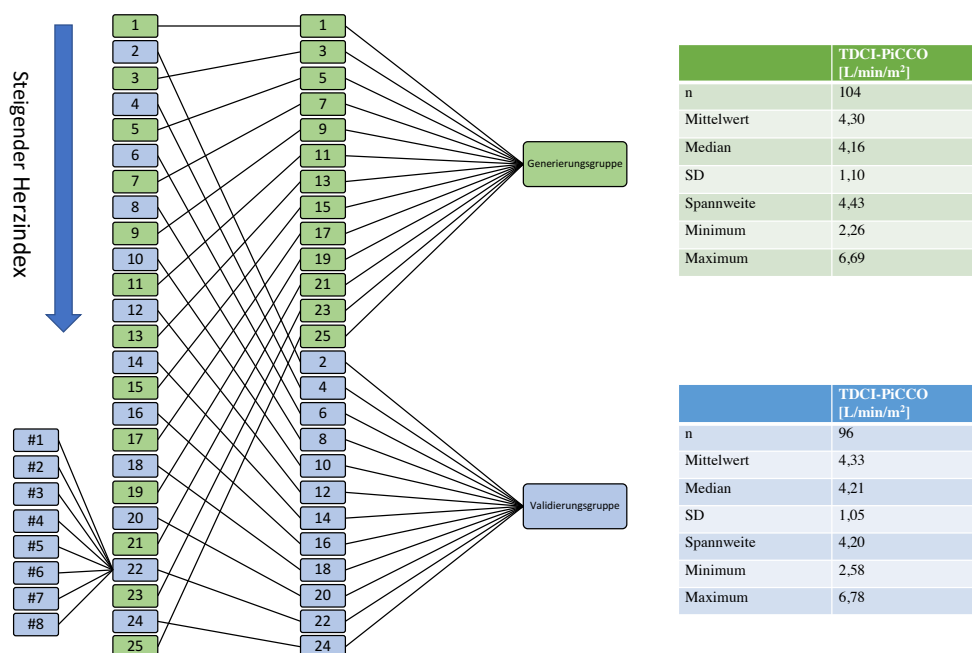 Steigender Herzindex
#1
#2
#3
#4
#5
#6
#7
#8
1
2
3
4
5
6
7
8
9
10
11
12
13
14
15
16
17
18
19
20
21
22
23
24
25
1
3
5
7
9
11
13
15
17
19
21
23
25
2
4
6
8
10
12
14
16
18
20
22
24
Generierungsgruppe
Validierungsgruppe
TDCI-PiCCO
[L/min/m²]
n 104
Mittelwert 4,30
Median 4,16
SD 1,10
Spannweite 4,43
Minimum 2,26
Maximum 6,69
TDCI-PiCCO
[L/min/m²]
n 96
Mittelwert 4,33
Median 4,21
SD 1,05
Spannweite 4,20
Minimum 2,58
Maximum 6,78